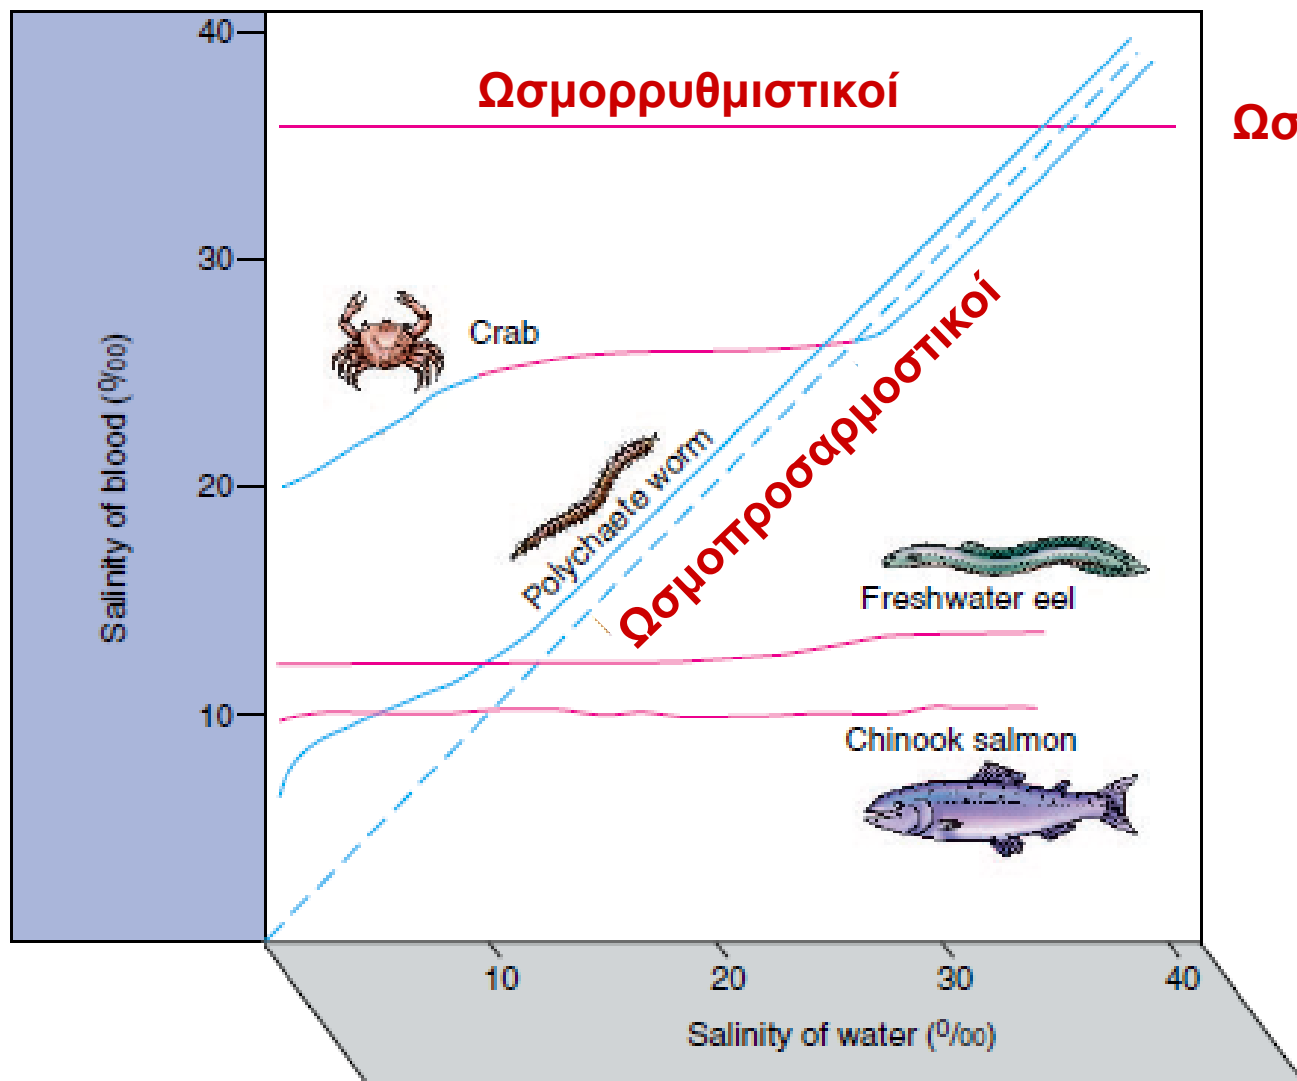 40
Ωσμορρυθμιστικοί
Ωσ
30
Crab
Salinity of blood (0/00)
20
Polychaete worm
Ωσμοπροσαρμοστικοί
Freshwater eel
10
Chinook salmon
10 20 30 40
Salinity of water (0/00)